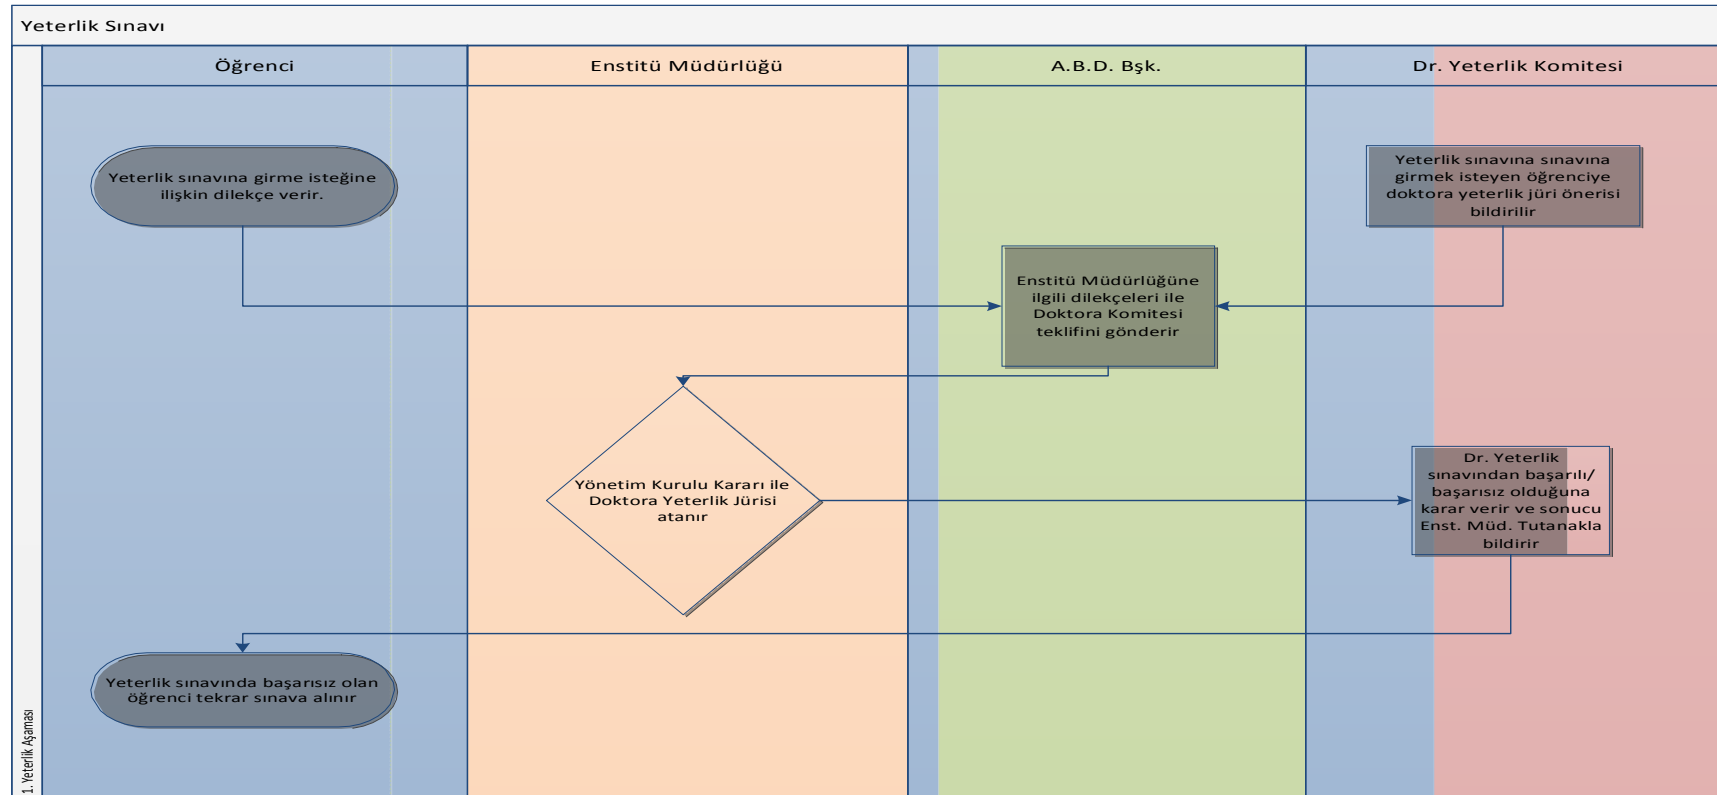 Yeterlik Sınavı
Öğrenci
Enstitü Müdürlüğü
A.B.D. Bşk.
Dr. Yeterlik Komitesi
Yeterlik sınavına girme isteğine
ilişkin dilekçe verir.
Yeterlik sınavına sınavına
girmek isteyen öğrenciye
doktora yeterlik jüri önerisi
bildirilir
Enstitü Müdürlüğüne
ilgili dilekçeleri ile
Doktora Komitesi
teklifini gönderir
Yönetim Kurulu Kararı ile
Doktora Yeterlik Jürisi
atanır
Dr. Yeterlik
sınavından başarılı/
başarısız olduğuna
karar verir ve sonucu
Enst. Müd. Tutanakla
bildirir
Yeterlik sınavında başarısız olan
öğrenci tekrar sınava alınır
1. Yeterlik Aşaması